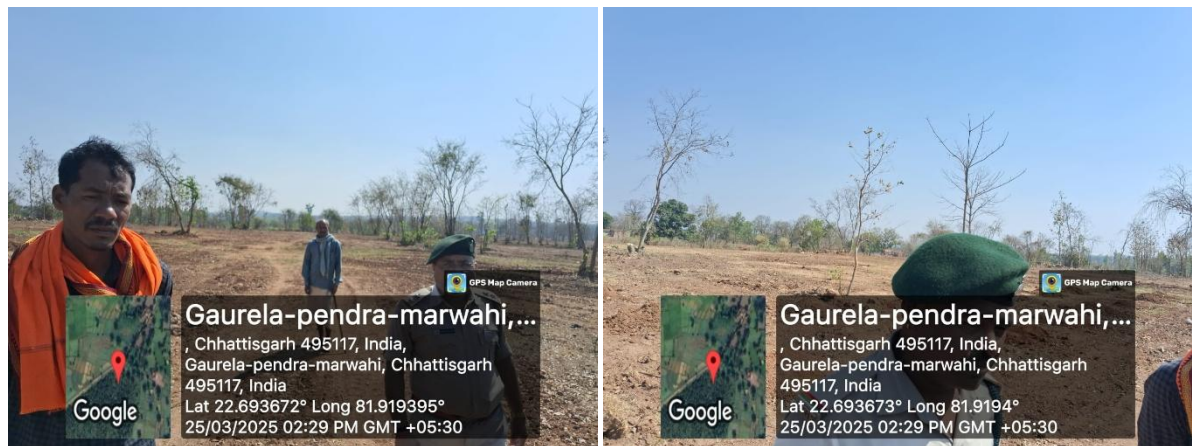 GPS Map Camera
Gaurela-pendra-marwahi,...
, Chhattisgarh 495117, India,
Gaurela-pendra-marwahi, Chhattisgarh
495117, India
Lat 22.693672° Long 81.919395°
25/03/2025 02:29 PM GMT +05:30
Google
GPS Map Camera
Gaurela-pendra-marwahi,...
, Chhattisgarh 495117, India,
Gaurela-pendra-marwahi, Chhattisgarh
495117, India
Lat 22.693673° Long 81.9194°
25/03/2025 02:29 PM GMT +05:30
Google